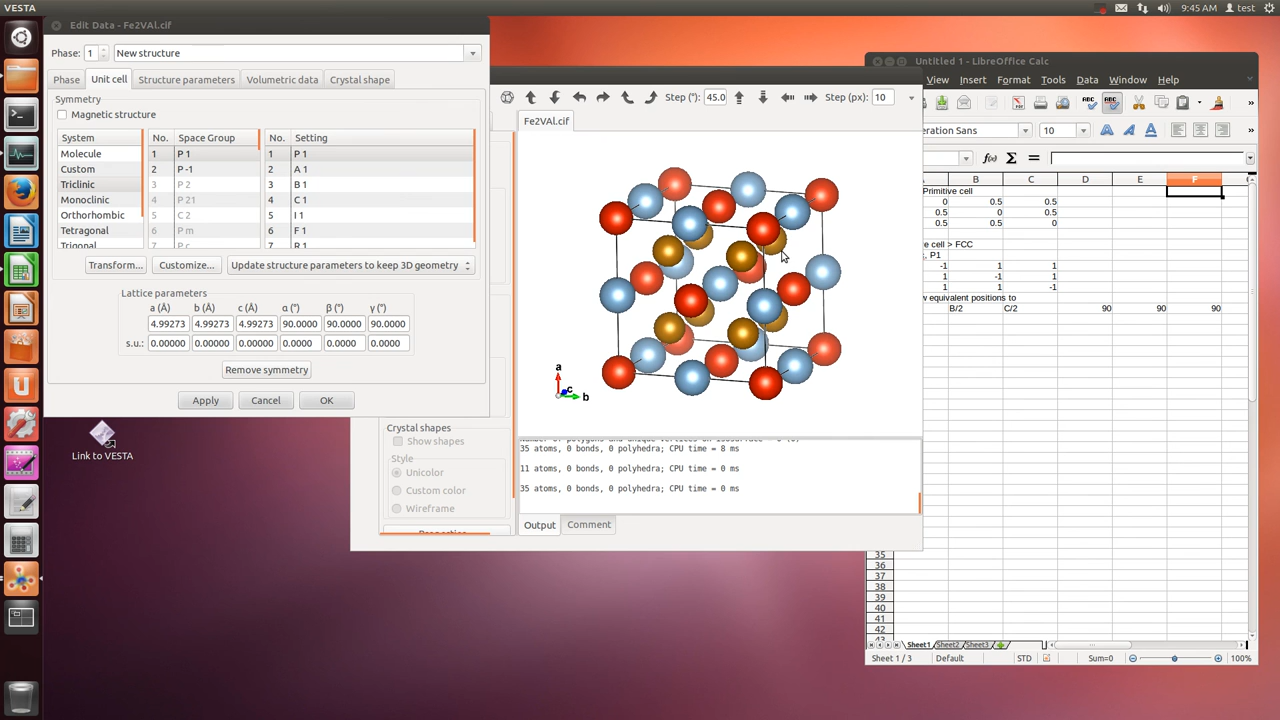 VESTA
9:45 AM
test
Edit Data - Fe2VAl.cif
Phase:
1
New structure
Phase
Unit cell
Structure parameters
Volumetric data
Crystal shape
Symmetry
Magnetic structure
System
No.
Space Group
No.
Setting
Molecule
1
P 1
1
P 1
Custom
2
P -1
2
A 1
Triclinic
3
P 2
3
B 1
Monoclinic
4
P 21
4
C 1
Orthorhombic
5
C 2
5
I 1
Tetragonal
6
P m
6
F 1
Trigonal
7
P c
7
R 1
Transform...
Customize...
Update structure parameters to keep 3D geometry
Lattice parameters
a (Å)
b (Å)
c (Å)
α (°)
β (°)
γ (°)
4.99273
4.99273
4.99273
90.0000
90.0000
90.0000
s.u.:
0.00000
0.00000
0.00000
0.0000
0.0000
0.0000
Remove symmetry
Apply
Cancel
OK
Link to VESTA
Step (°):
45.0
Step (px):
10
Fe2VAl.cif
a
c
b
Crystal shapes
Show shapes
Style
Unicolor
Custom color
Wireframe
35 atoms, 0 bonds, 0 polyhedra; CPU time = 8 ms
11 atoms, 0 bonds, 0 polyhedra; CPU time = 0 ms
35 atoms, 0 bonds, 0 polyhedra; CPU time = 0 ms
Output
Comment
Untitled 1 - LibreOffice Calc
View
Insert
Format
Tools
Data
Window
Help
eration Sans
10
B
C
D
E
F
Primitive cell
0
0.5
0.5
0.5
0
0.5
0.5
0.5
0
e cell > FCC
, P1
-1
1
1
1
-1
1
1
1
-1
w equivalent positions to
B/2
C/2
90
90
90
35
36
37
38
39
40
41
42
43
Sheet1
Sheet2
Sheet3
Sheet 1 / 3
Default
STD
Sum=0
100%